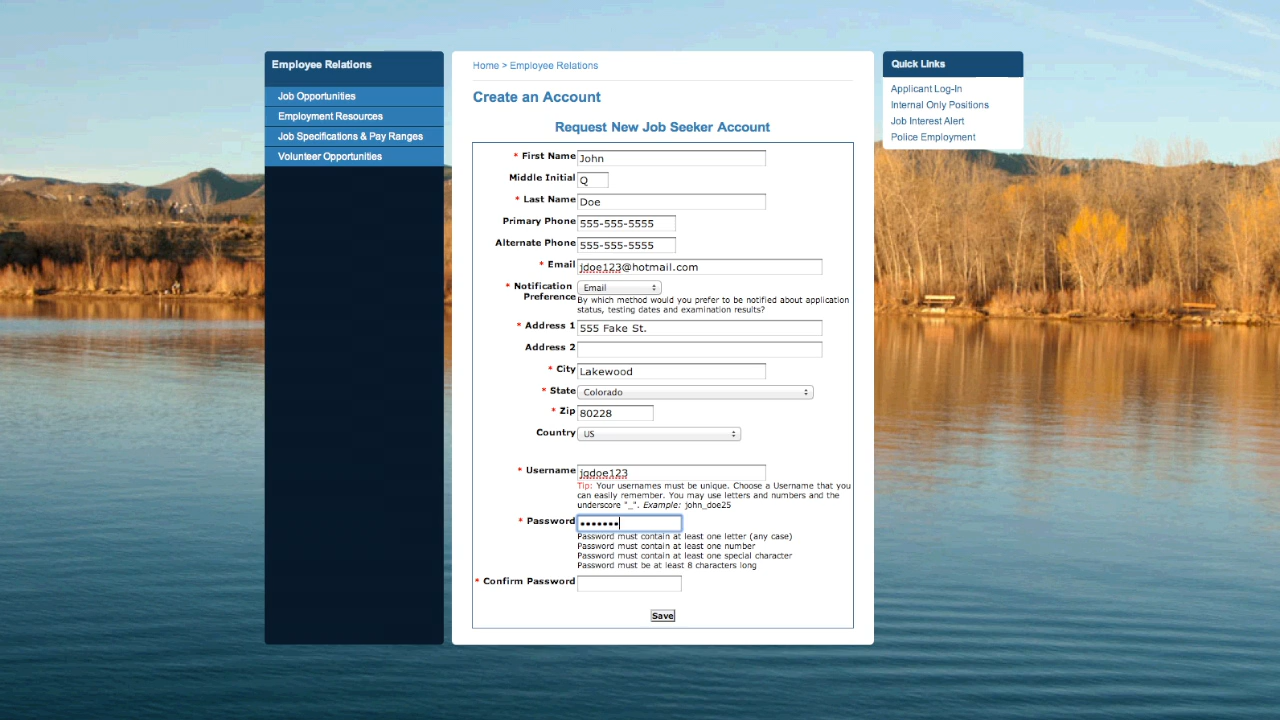 Employee Relations
Job Opportunities
Employment Resources
Job Specifications & Pay Ranges
Volunteer Opportunities
Home > Employee Relations
Create an Account
Request New Job Seeker Account
* First Name John
Middle Initial Q
* Last Name Doe
Primary Phone 555-555-5555
Alternate Phone 555-555-5555
* Email jdoe123@hotmail.com
* Notification Preference Email
By which method would you prefer to be notified about application
status, testing dates and examination results?
* Address 1 555 Fake St.
Address 2
* City Lakewood
* State Colorado
* Zip 80228
Country US
* Username jqdoe123
Tip: Your usernames must be unique. Choose a Username that you
can easily remember. You may use letters and numbers and the
underscore "_". Example: john_doe25
* Password •••••••
Password must contain at least one letter (any case)
Password must contain at least one number
Password must contain at least one special character
Password must be at least 8 characters long
* Confirm Password
Save
Quick Links
Applicant Log-In
Internal Only Positions
Job Interest Alert
Police Employment